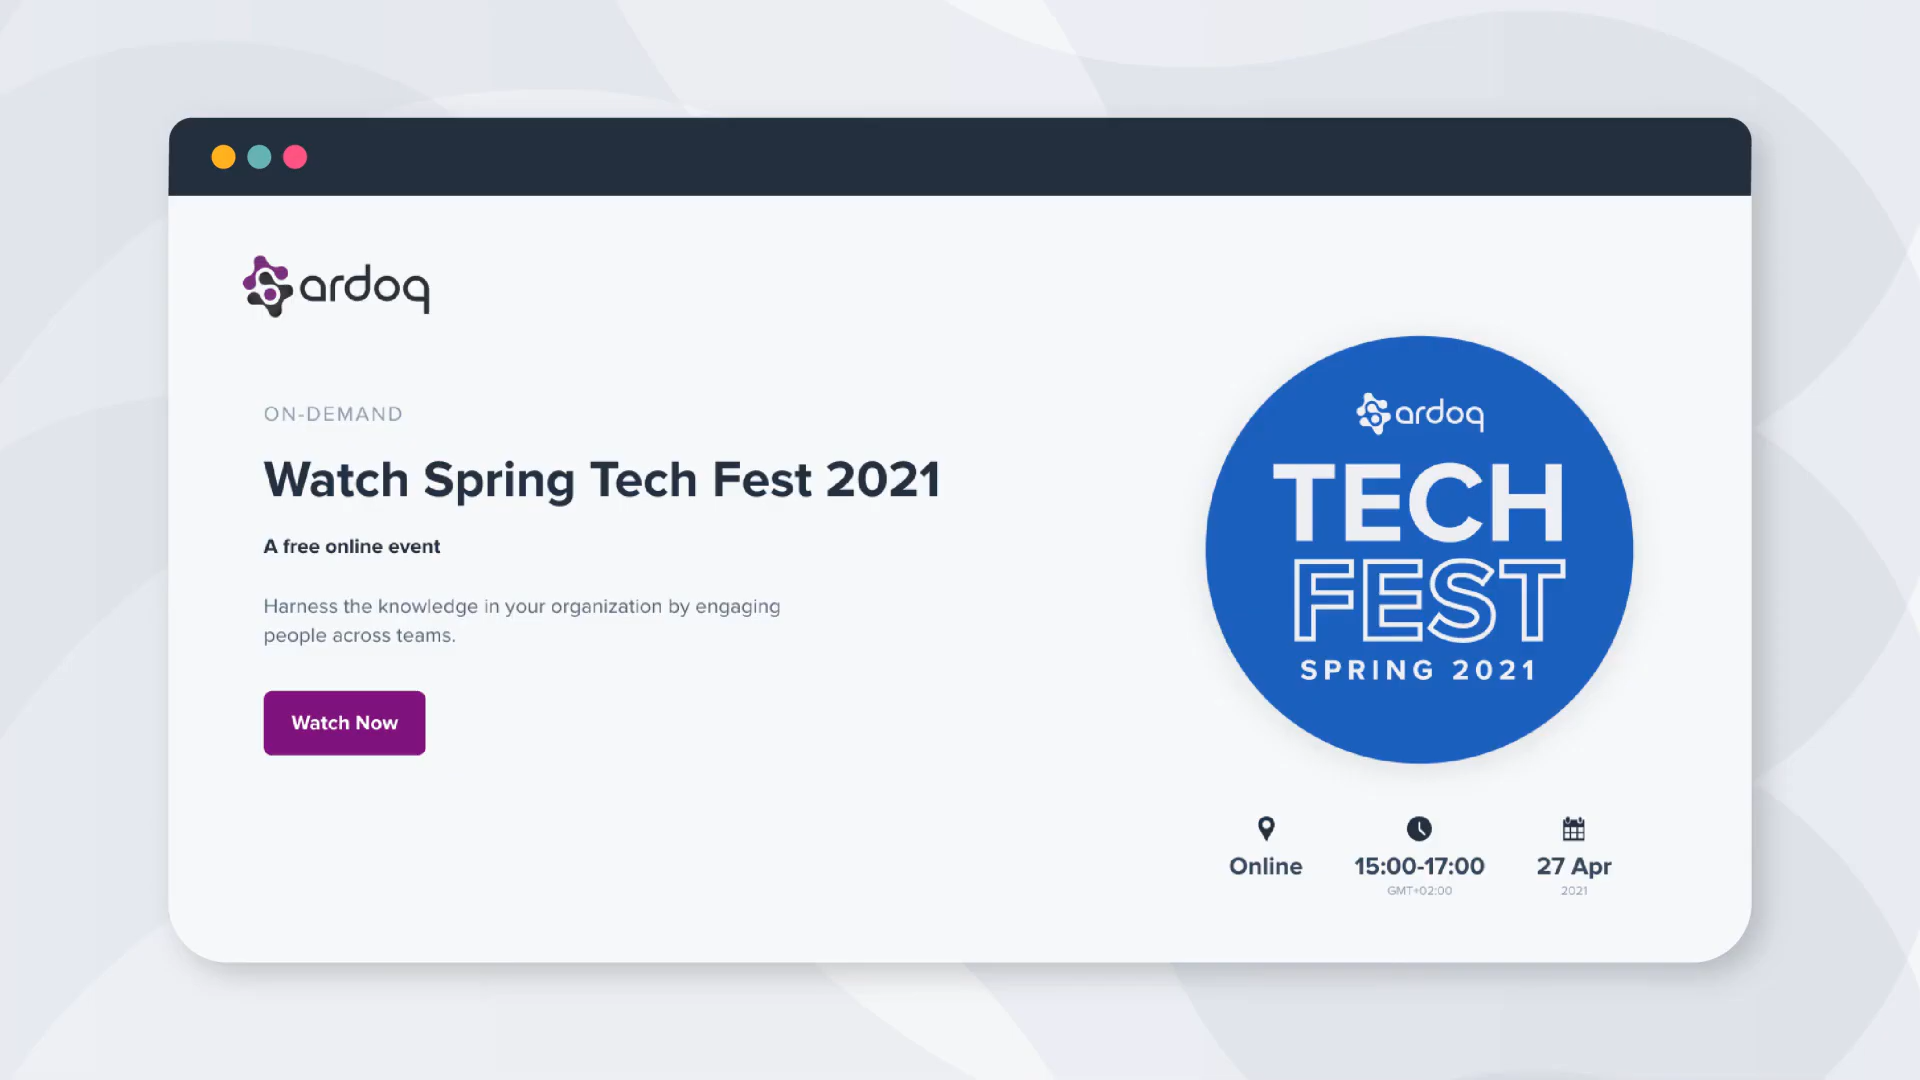 ardoq
ON-DEMAND
Watch Spring Tech Fest 2021
A free online event
Harness the knowledge in your organization by engaging
people across teams.
Watch Now
ardoq
TECH
FEST
SPRING 2021
Online
15:00-17:00
GMT+02:00
27 Apr
2021